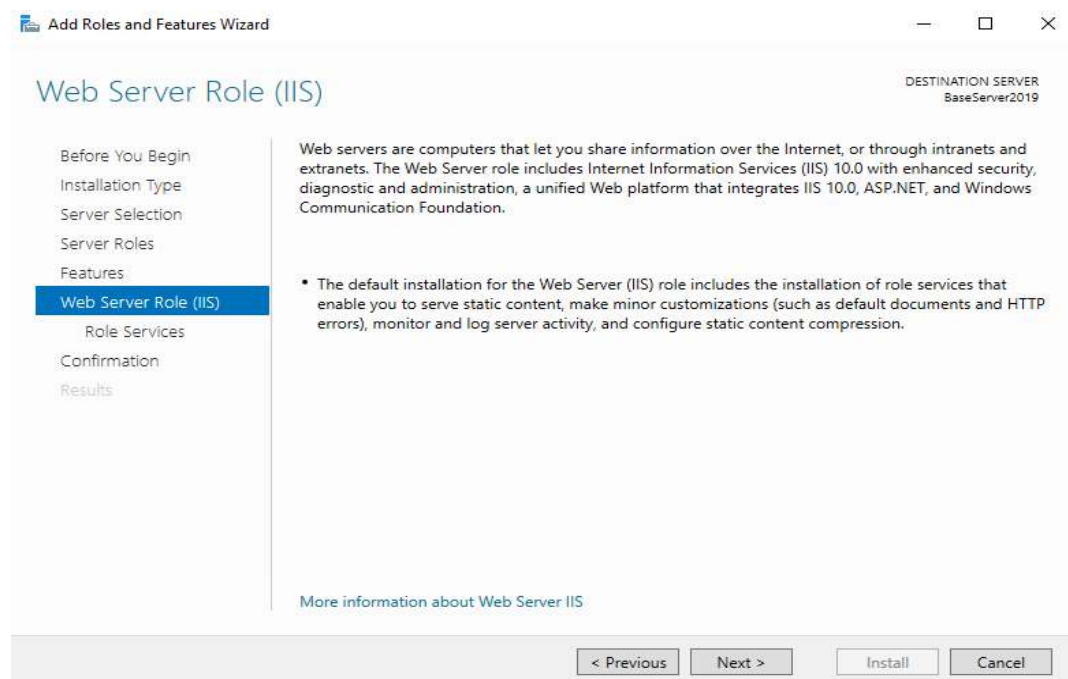 Add Roles and Features Wizard
Web Server Role (IIS)
DESTINATION SERVER
BaseServer2019
Before You Begin
Installation Type
Server Selection
Server Roles
Features
Web Server Role (IIS)
Role Services
Confirmation
Results
Web servers are computers that let you share information over the Internet, or through intranets and
extranets. The Web Server role includes Internet Information Services (IIS) 10.0 with enhanced security,
diagnostic and administration, a unified Web platform that integrates IIS 10.0, ASP.NET, and Windows
Communication Foundation.
• The default installation for the Web Server (IIS) role includes the installation of role services that
enable you to serve static content, make minor customizations (such as default documents and HTTP
errors), monitor and log server activity, and configure static content compression.
More information about Web Server IIS
< Previous
Next >
Install
Cancel